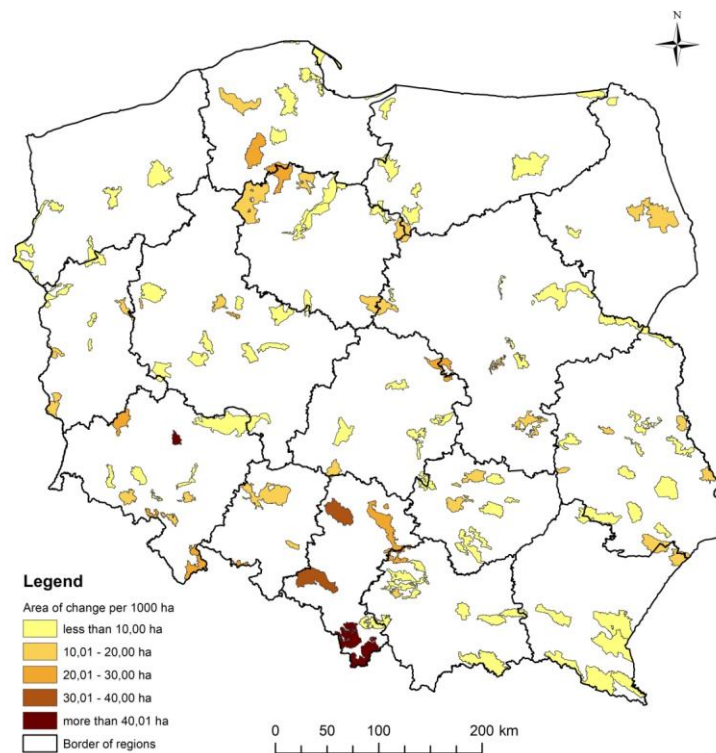 N
Legend
Area of change per 1000 ha
less than 10,00 ha
10,01 - 20,00 ha
20,01 - 30,00 ha
30,01 - 40,00 ha
more than 40,01 ha
Border of regions
0 50 100 200 km